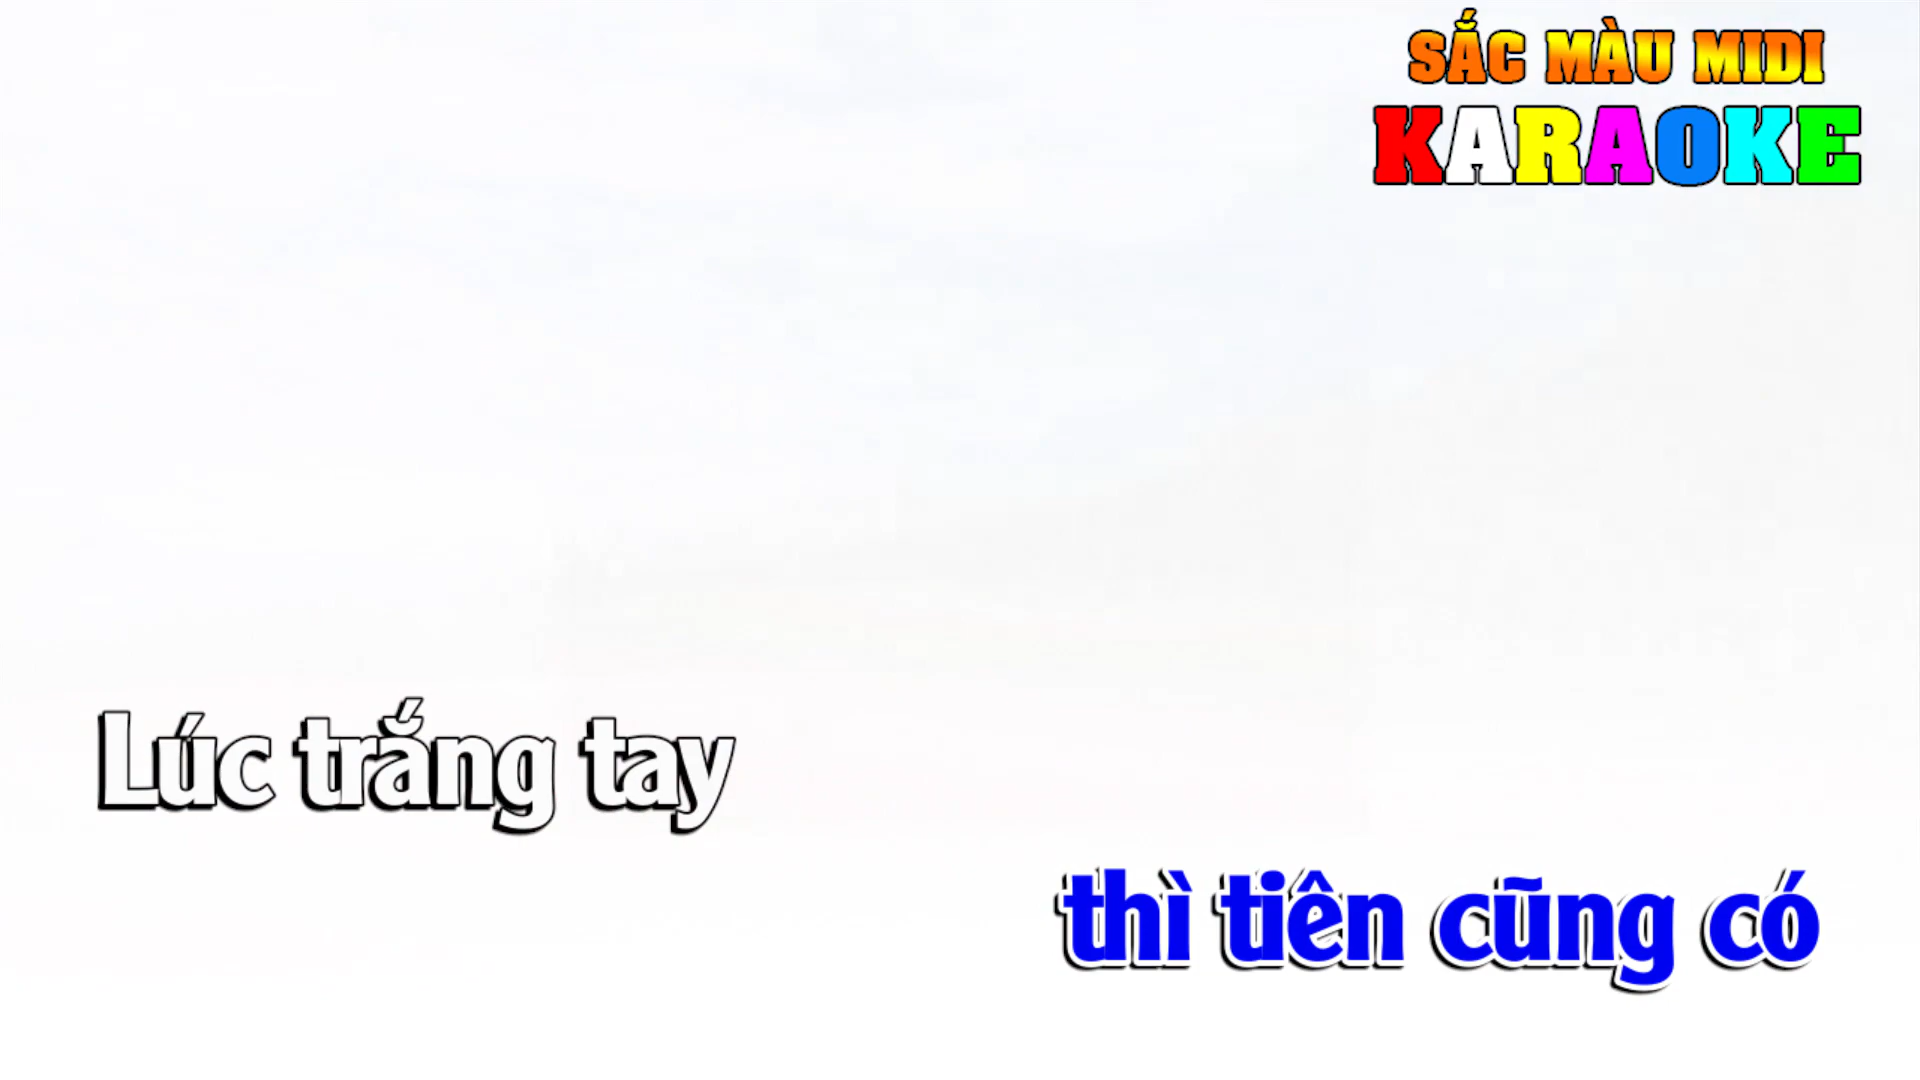 SẮC MÀU MIDI
KARAOKE
Lúc trắng tay
thì tiên cũng có